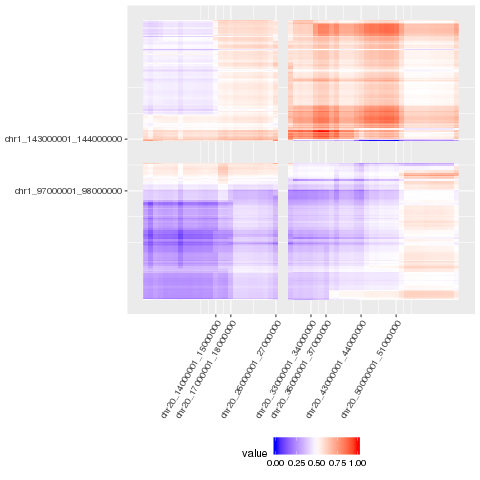 chr1_143000001_144000000
chr1_97000001_98000000
chr20_14000001_15000000
chr20_17000001_18000000
chr20_26000001_27000000
chr20_33000001_34000000
chr20_36000001_37000000
chr20_43000001_44000000
chr20_50000001_51000000
value
0.00 0.25 0.50 0.75 1.00